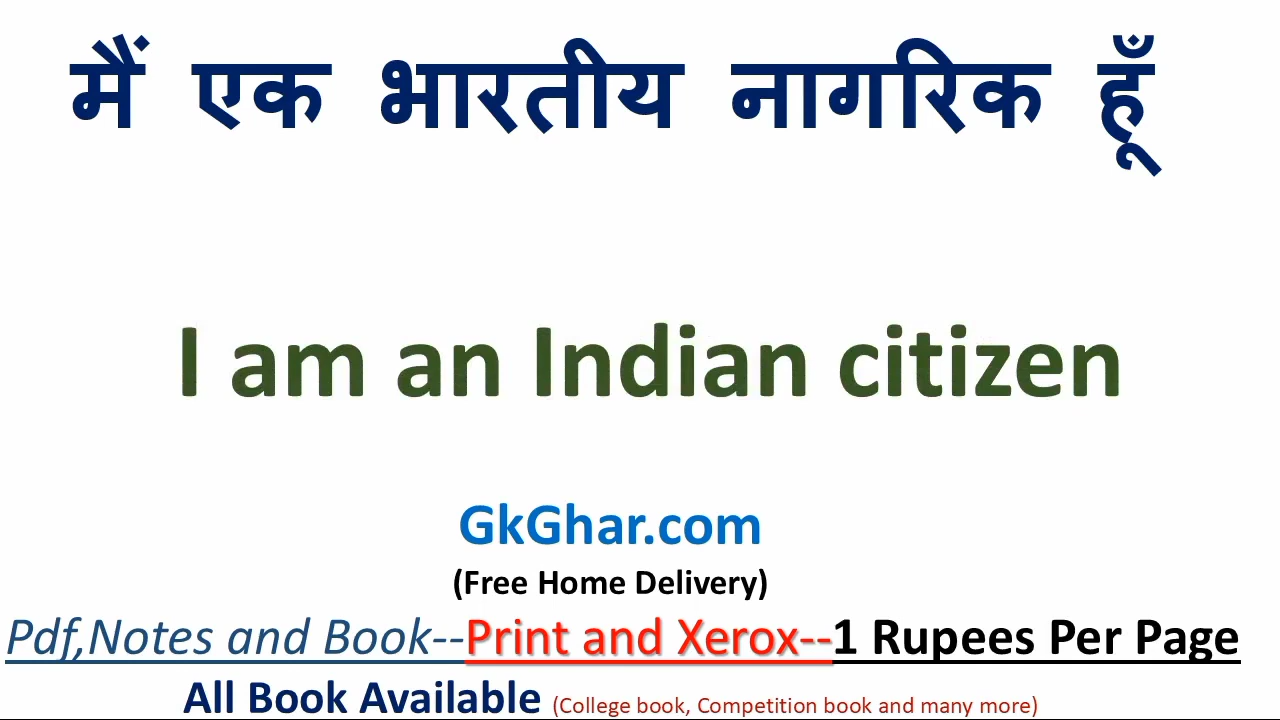 मैं एक भारतीय नागरिक हूँ
I am an Indian citizen
GkGhar.com
(Free Home Delivery)
Pdf,Notes and Book--Print and Xerox--1 Rupees Per Page
All Book Available (College book, Competition book and many more)